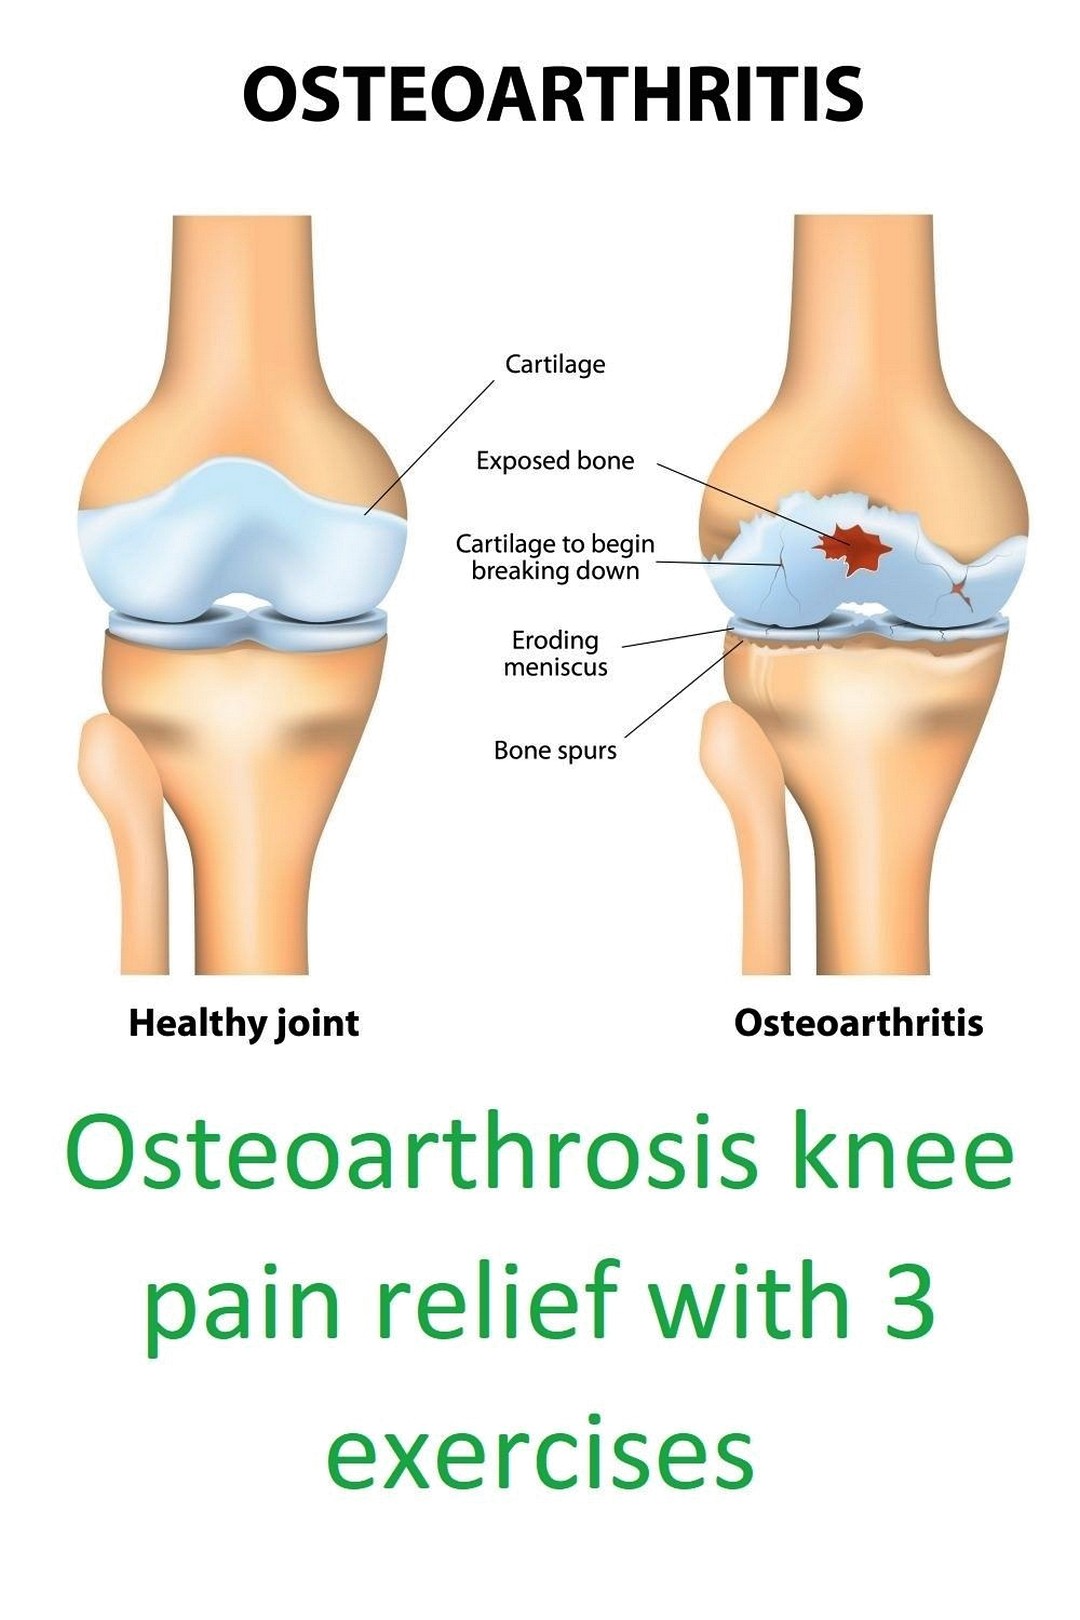 OSTEOARTHRITIS
Cartilage
Exposed bone
Cartilage to begin
breaking down
Eroding
meniscus
Bone spurs
Healthy joint
Osteoarthritis
Osteoarthrosis knee
pain relief with 3
exercises